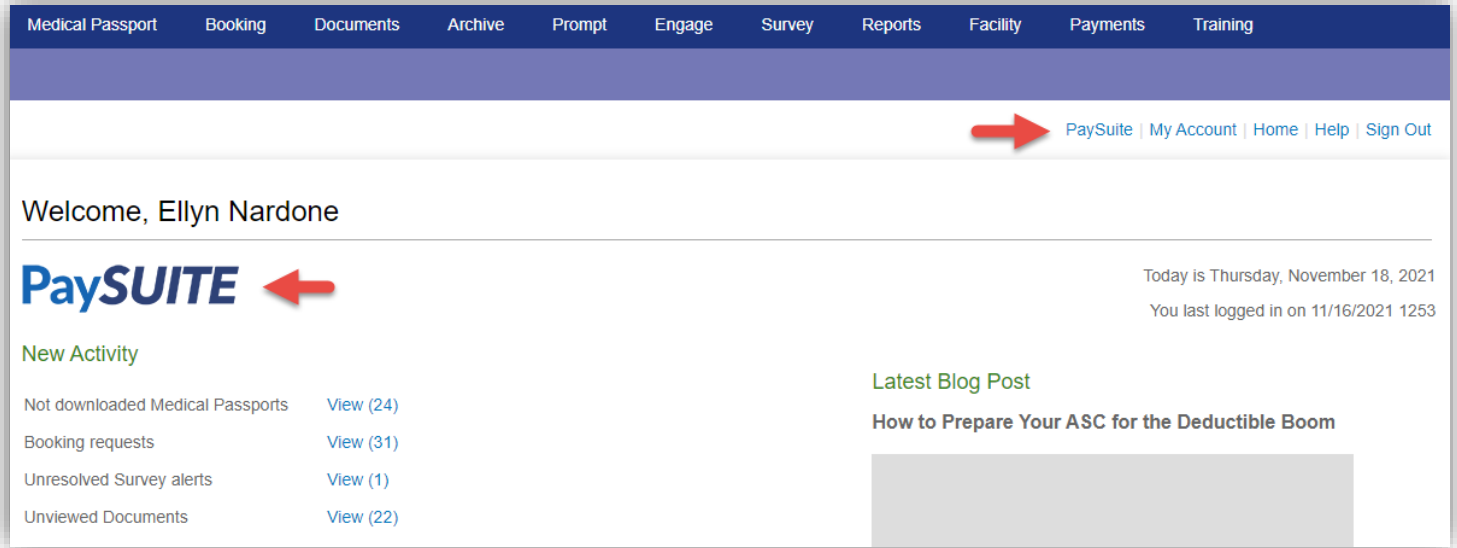 Medical Passport Booking Documents Archive Prompt Engage Survey Reports Facility Payments Training
PaySuite | My Account | Home | Help | Sign Out
Welcome, Ellyn Nardone
PaySUITE
Today is Thursday, November 18, 2021
You last logged in on 11/16/2021 1253
New Activity
Not downloaded Medical Passports View (24)
Booking requests View (31)
Unresolved Survey alerts View (1)
Unviewed Documents View (22)
Latest Blog Post
How to Prepare Your ASC for the Deductible Boom